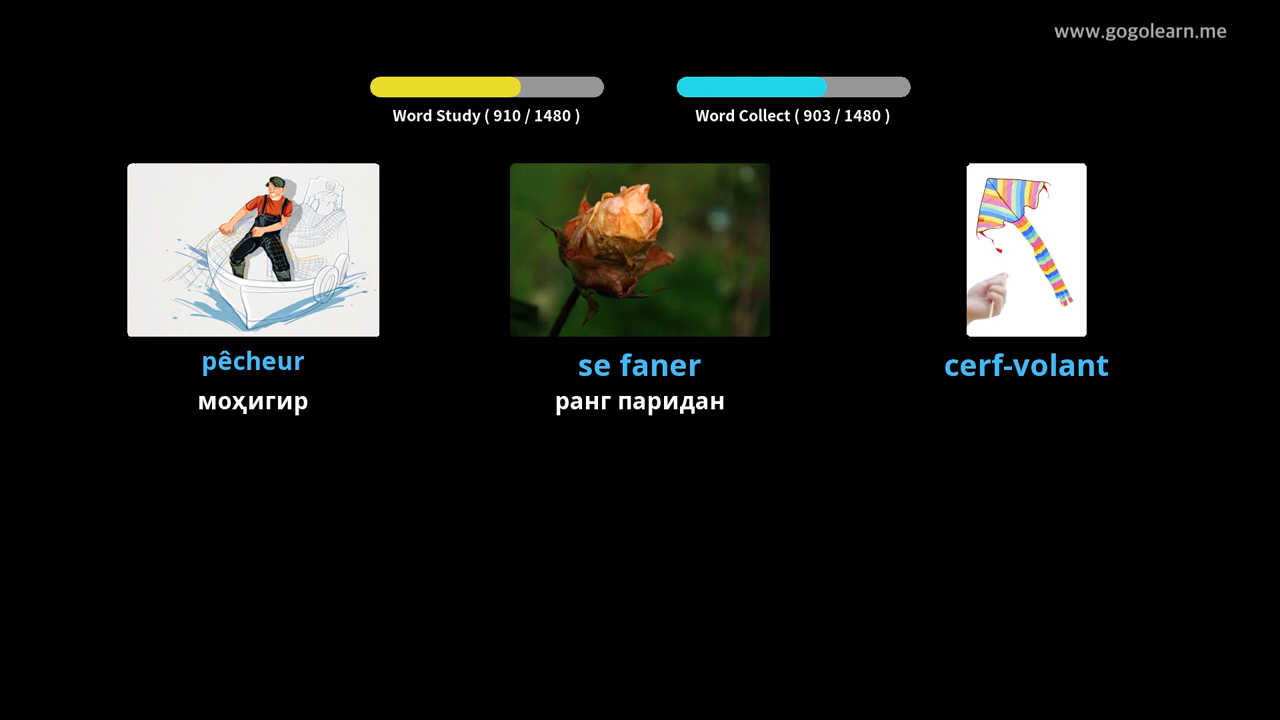 www.gogolearn.me
Word Study ( 910 / 1480 )
Word Collect ( 903 / 1480 )
pêcheur
моҳигир
se faner
ранг паридан
cerf-volant